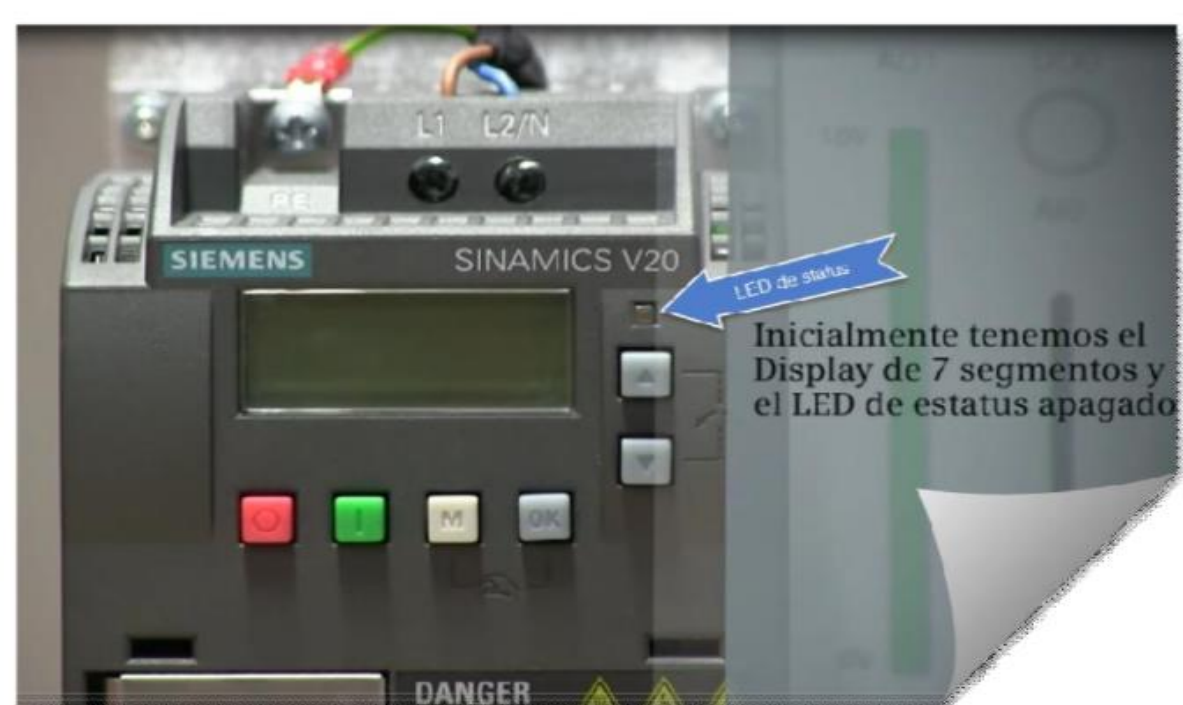 L1 L2/N
PE
SIEMENS
SINAMICS V20
LED de status
Inicialmente tenemos el
Display de 7 segmentos y
el LED de estatus apagado
M
OK
DANGER